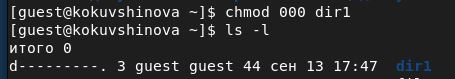 [guest@kokuvshinova ~]$ chmod 000 dir1
[guest@kokuvshinova ~]$ ls -l
итого 0
d---------. 3 guest guest 44 сен 13 17:47 dir1